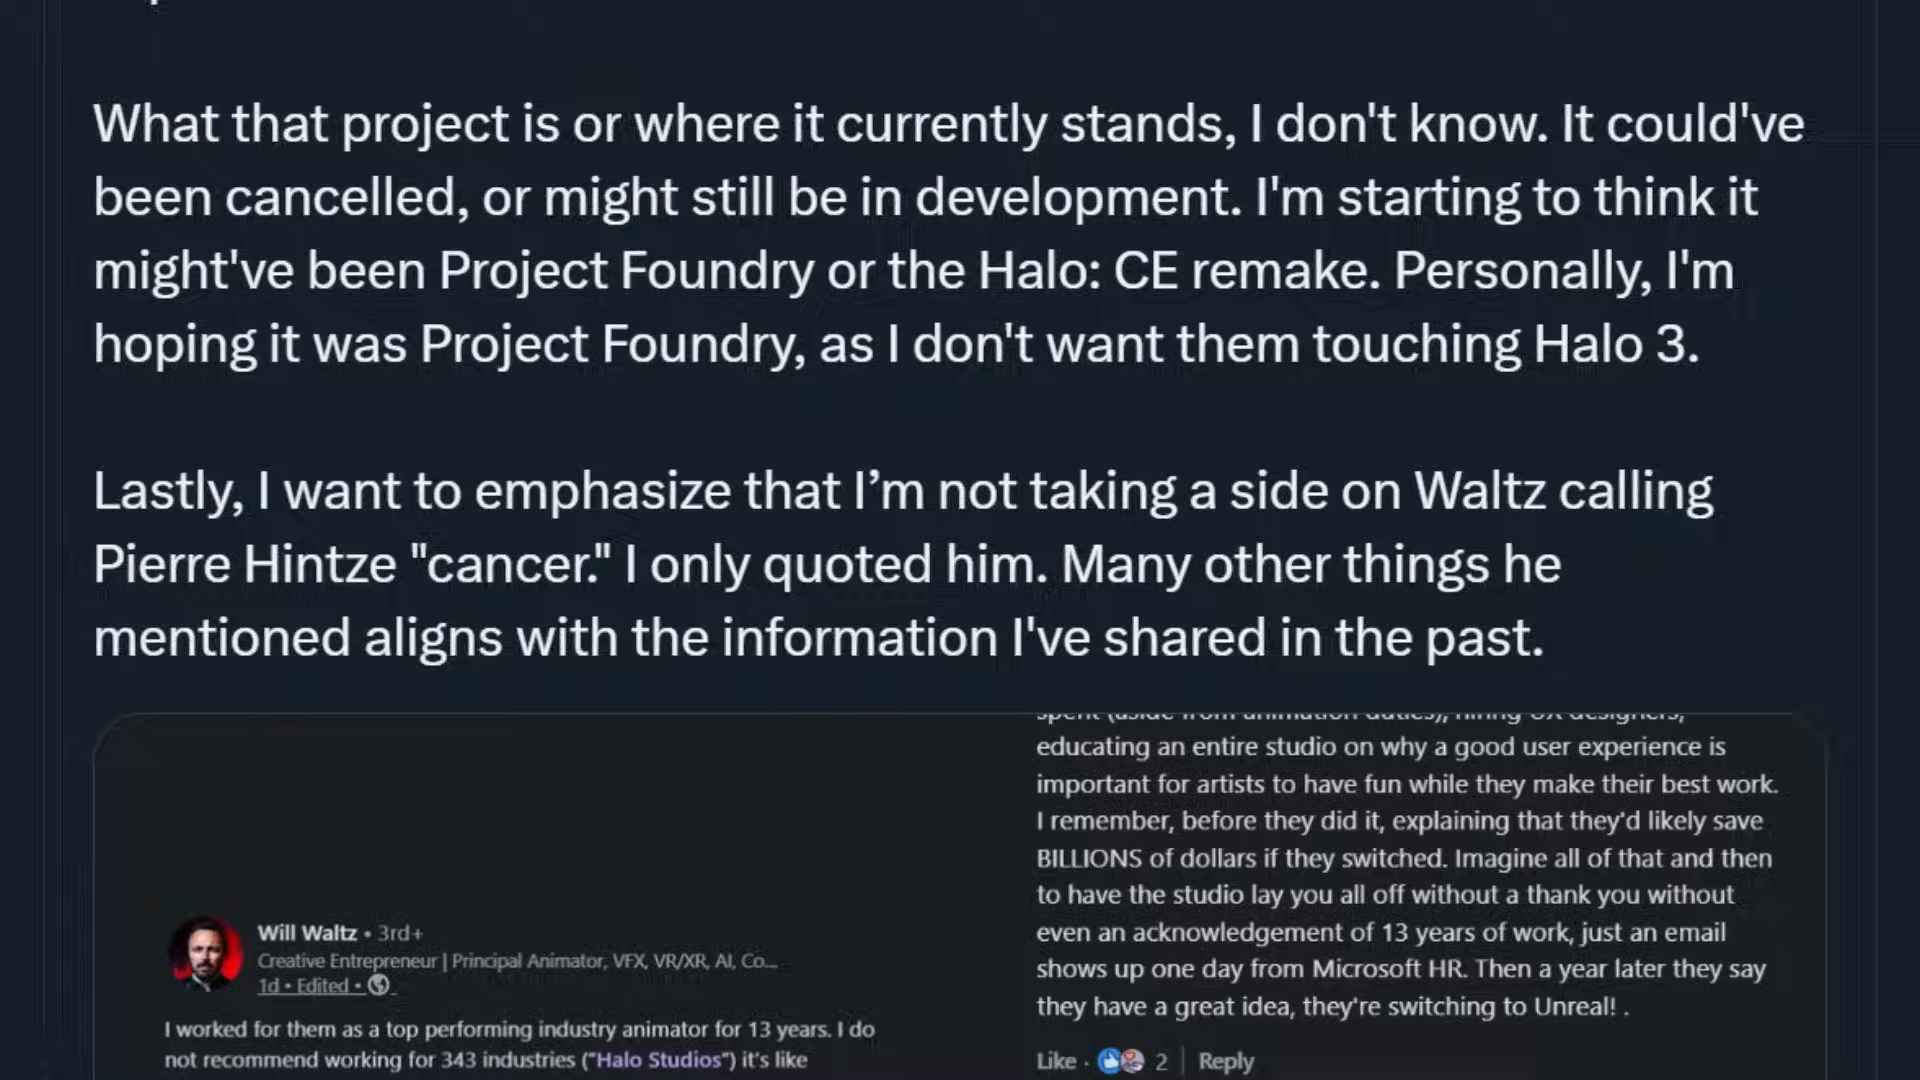 What that project is or where it currently stands, I don't know. It could've
been cancelled, or might still be in development. I'm starting to think it
might've been Project Foundry or the Halo: CE remake. Personally, I'm
hoping it was Project Foundry, as I don't want them touching Halo 3.
Lastly, I want to emphasize that I’m not taking a side on Waltz calling
Pierre Hintze "cancer." I only quoted him. Many other things he
mentioned aligns with the information I've shared in the past.
Will Waltz • 3rd+
Creative Entrepreneur | Principal Animator, VFX, VR/XR, AI, Co...
1d • Edited •
I worked for them as a top performing industry animator for 13 years. I do
not recommend working for 343 industries ("Halo Studios") it's like
spent (aside from animation duties), hiring UX designers,
educating an entire studio on why a good user experience is
important for artists to have fun while they make their best work.
I remember, before they did it, explaining that they'd likely save
BILLIONS of dollars if they switched. Imagine all of that and then
to have the studio lay you all off without a thank you without
even an acknowledgement of 13 years of work, just an email
shows up one day from Microsoft HR. Then a year later they say
they have a great idea, they're switching to Unreal! .
Like · 2 | Reply